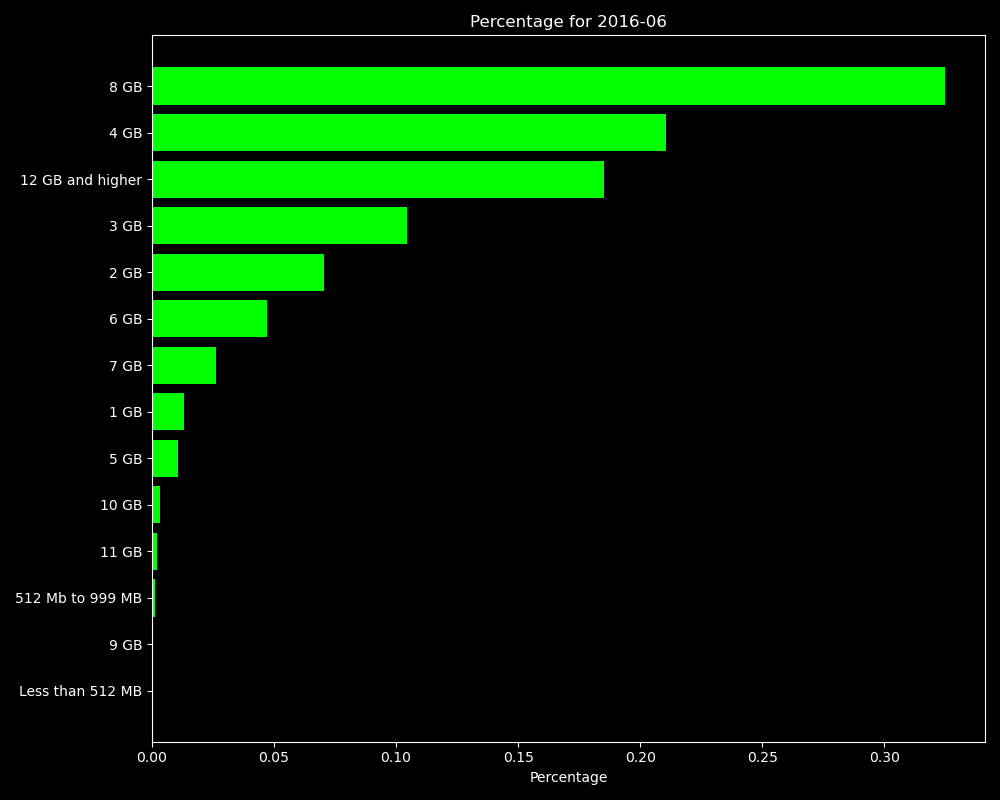 Percentage for 2016-06
8 GB
4 GB
12 GB and higher
3 GB
2 GB
6 GB
7 GB
1 GB
5 GB
10 GB
11 GB
512 Mb to 999 MB
9 GB
Less than 512 MB
0.00 0.05 0.10 0.15 0.20 0.25 0.30
Percentage